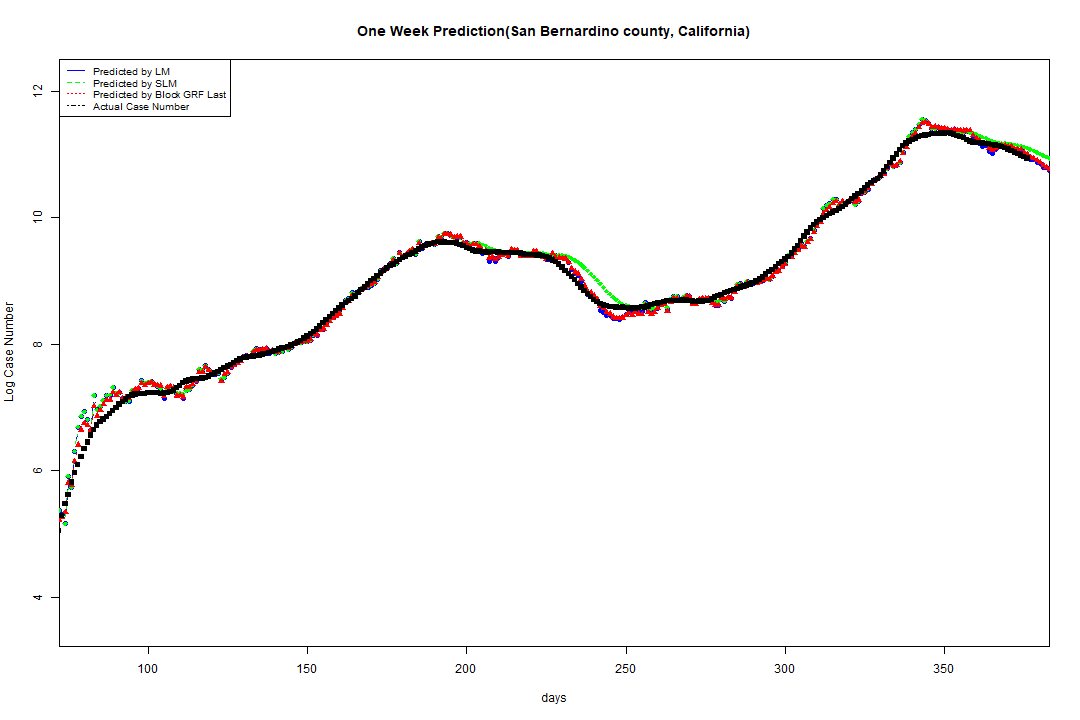 One Week Prediction(San Bernardino county, California)
Predicted by LM
Predicted by SLM
Predicted by Block GRF Last
Actual Case Number
12
10
8
6
4
Log Case Number
100 150 200 250 300 350
days